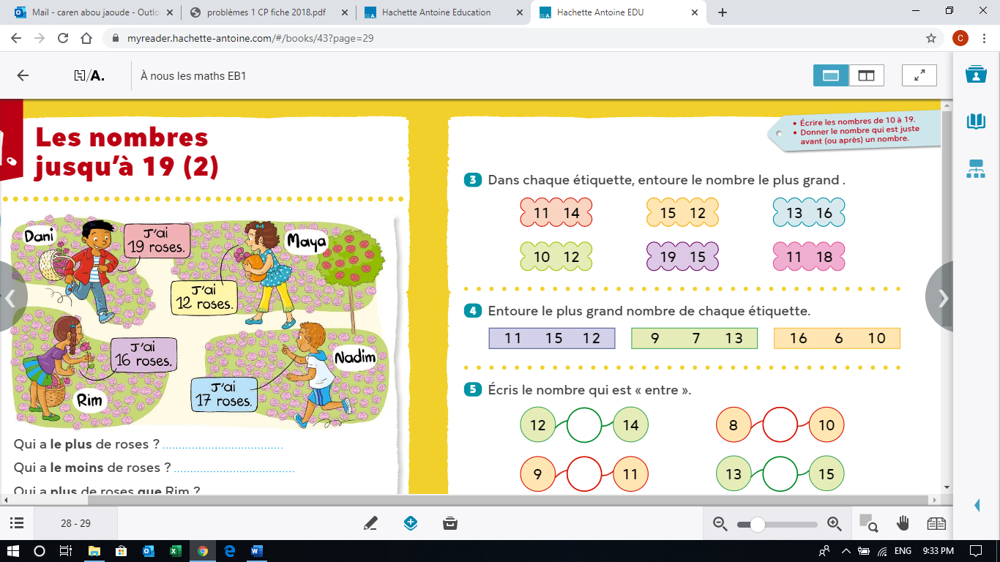 Mail - caren abou jaoude - Outlo
problèmes 1 CP fiche 2018.pdf
Hachette Antoine Education
Hachette Antoine EDU
myreader.hachette-antoine.com/#/books/43?page=29
C
H/A.
À nous les maths EB1
Les nombres
jusqu'à 19 (2)
Dani
J'ai
19 roses.
Maya
J'ai
12 roses.
J'ai
16 roses.
Rim
Nadim
J'ai
17 roses.
Qui a le plus de roses ?
Qui a le moins de roses ?
Qui a plus de roses que Rim ?
• Écrire les nombres de 10 à 19.
• Donner le nombre qui est juste
avant (ou après) un nombre.
3 Dans chaque étiquette, entoure le nombre le plus grand .
11 14 15 12 13 16
10 12 19 15 11 18
4 Entoure le plus grand nombre de chaque étiquette.
11 15 12 9 7 13 16 6 10
5 Écris le nombre qui est « entre ».
12 14 8 10
9 11 13 15
28 - 29
ENG 9:33 PM